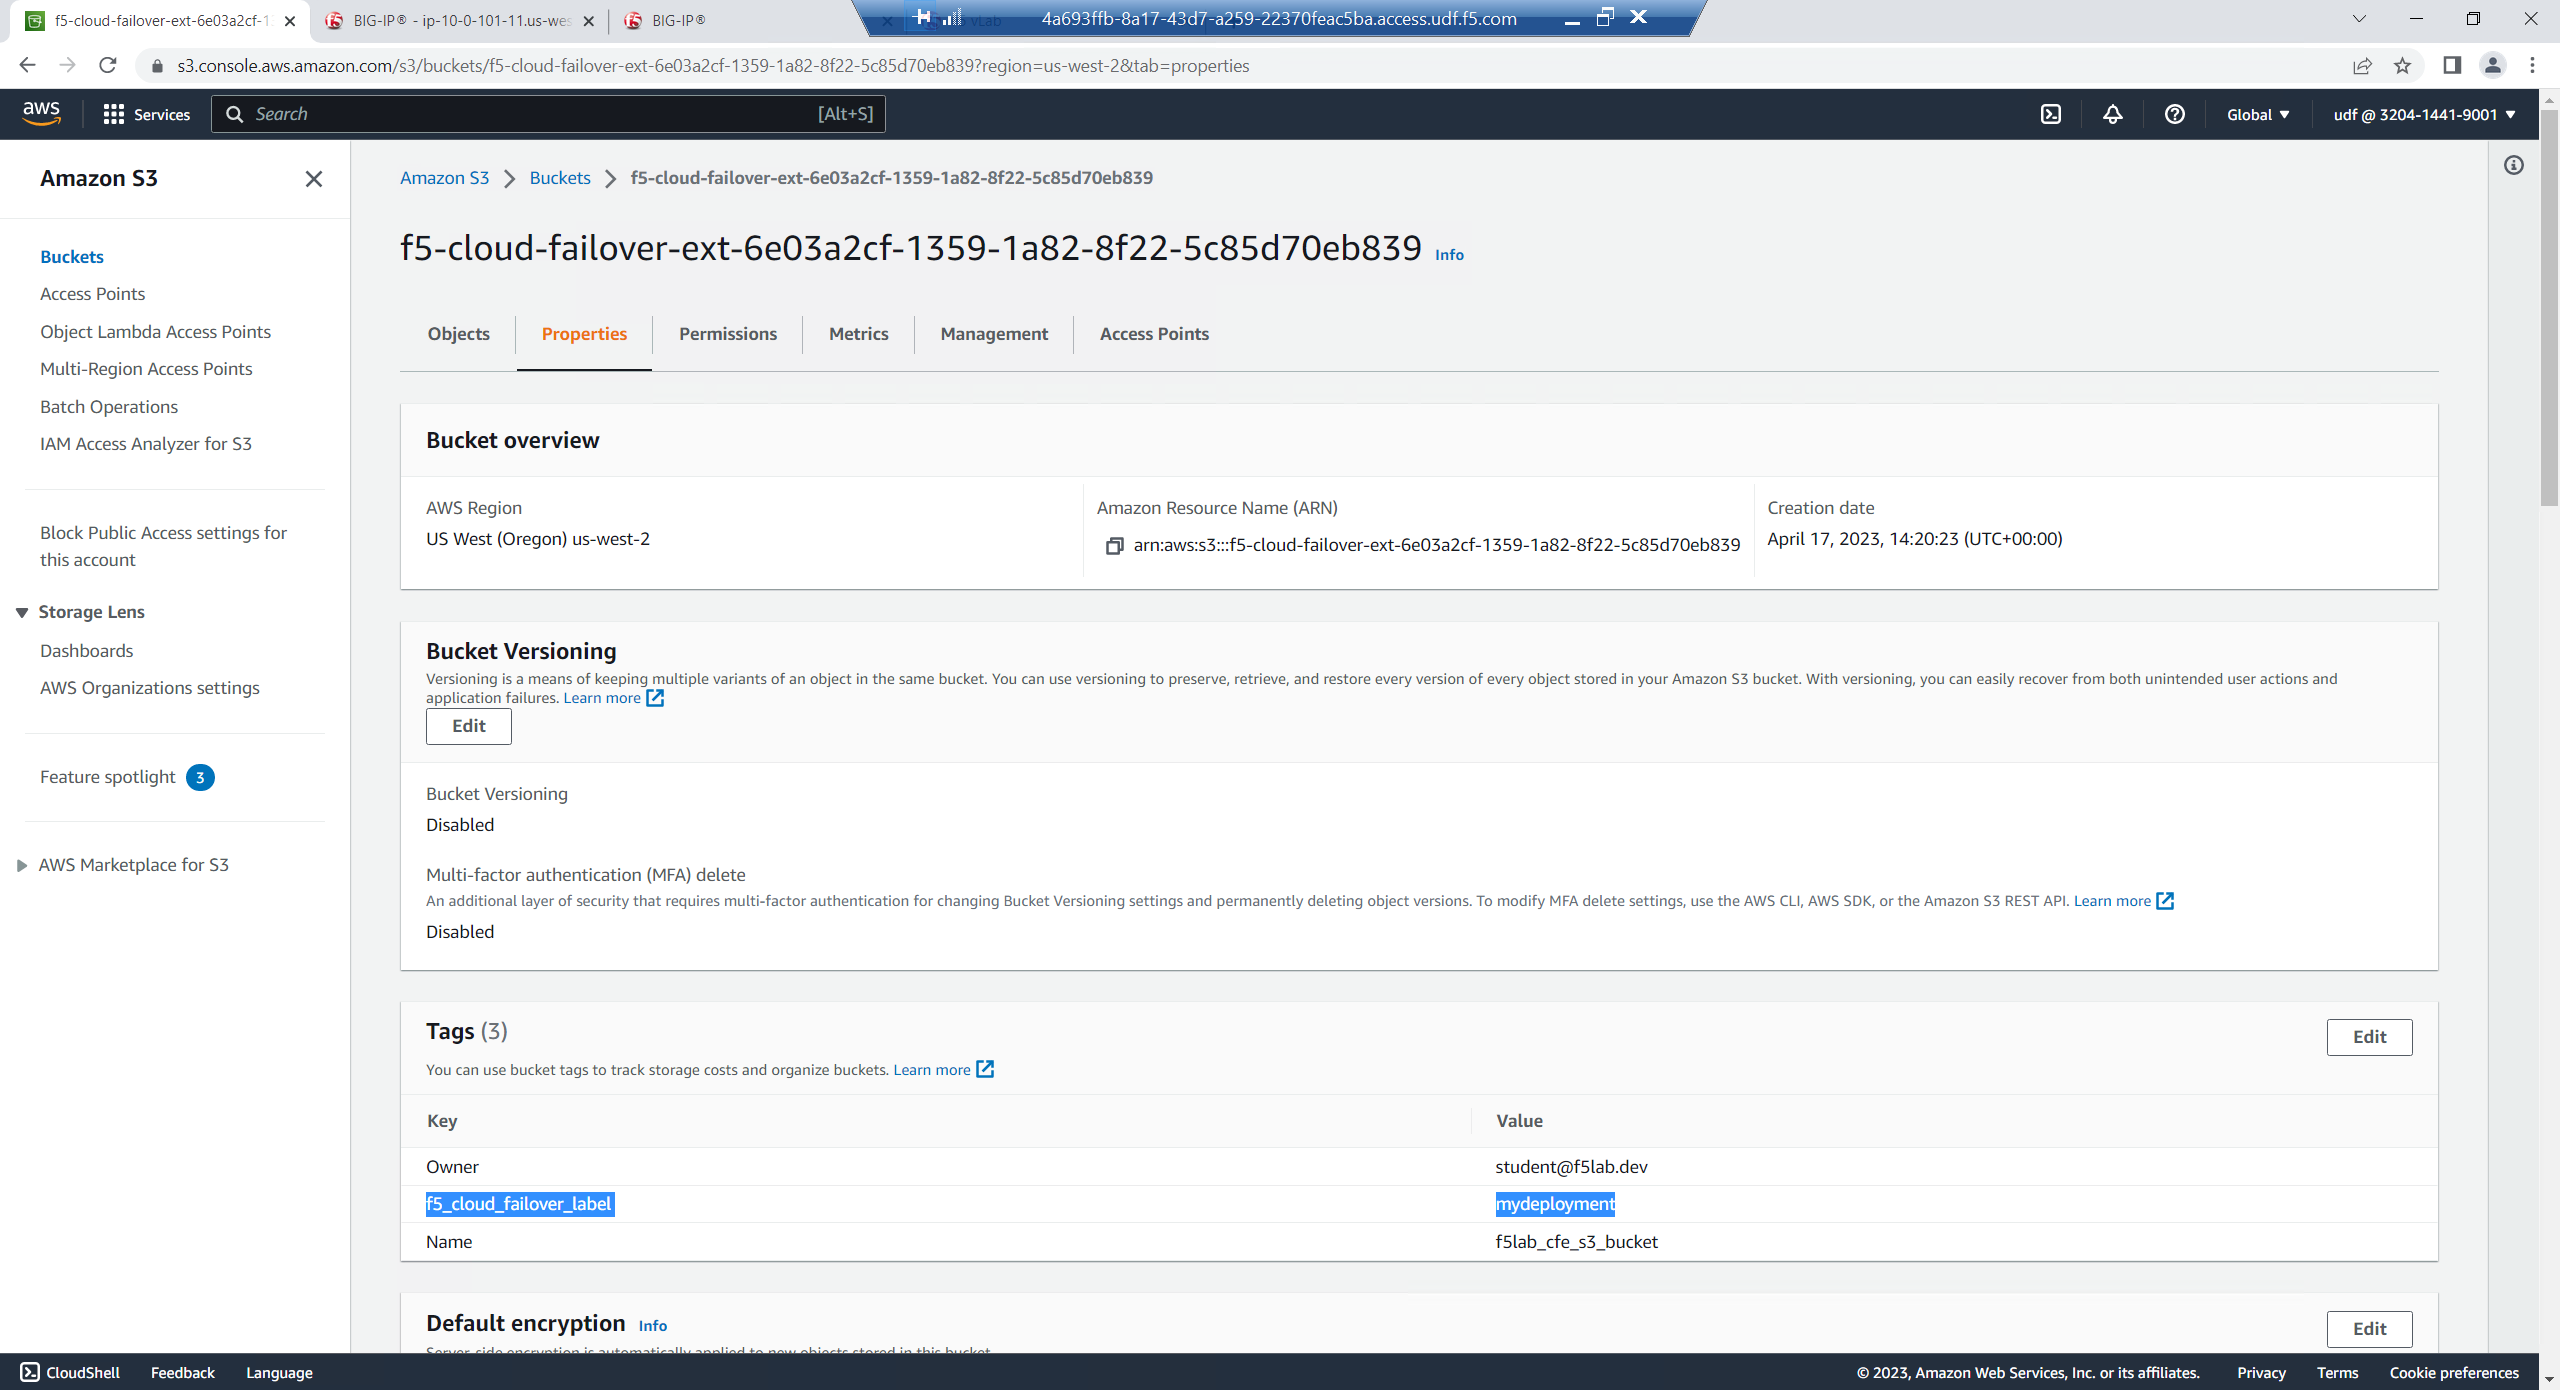 f5-cloud-failover-ext-6e03a2cf-13
BIG-IP® - ip-10-0-101-11.us-wes
BIG-IP®
vLab
4a693ffb-8a17-43d7-a259-22370feac5ba.access.udf.f5.com
s3.console.aws.amazon.com/s3/buckets/f5-cloud-failover-ext-6e03a2cf-1359-1a82-8f22-5c85d70eb839?region=us-west-2&tab=properties
aws
Services
Search
[Alt+S]
Global
udf @ 3204-1441-9001
Amazon S3
Buckets
Access Points
Object Lambda Access Points
Multi-Region Access Points
Batch Operations
IAM Access Analyzer for S3
Block Public Access settings for
this account
Storage Lens
Dashboards
AWS Organizations settings
Feature spotlight 3
AWS Marketplace for S3
Amazon S3 > Buckets > f5-cloud-failover-ext-6e03a2cf-1359-1a82-8f22-5c85d70eb839
f5-cloud-failover-ext-6e03a2cf-1359-1a82-8f22-5c85d70eb839 Info
Objects
Properties
Permissions
Metrics
Management
Access Points
Bucket overview
AWS Region
US West (Oregon) us-west-2
Amazon Resource Name (ARN)
arn:aws:s3:::f5-cloud-failover-ext-6e03a2cf-1359-1a82-8f22-5c85d70eb839
Creation date
April 17, 2023, 14:20:23 (UTC+00:00)
Bucket Versioning
Versioning is a means of keeping multiple variants of an object in the same bucket. You can use versioning to preserve, retrieve, and restore every version of every object stored in your Amazon S3 bucket. With versioning, you can easily recover from both unintended user actions and
application failures. Learn more
Edit
Bucket Versioning
Disabled
Multi-factor authentication (MFA) delete
An additional layer of security that requires multi-factor authentication for changing Bucket Versioning settings and permanently deleting object versions. To modify MFA delete settings, use the AWS CLI, AWS SDK, or the Amazon S3 REST API. Learn more
Disabled
Tags (3)
Edit
You can use bucket tags to track storage costs and organize buckets. Learn more
Key
Value
Owner
student@f5lab.dev
f5_cloud_failover_label
mydeployment
Name
f5lab_cfe_s3_bucket
Default encryption Info
Edit
Server-side encryption is automatically applied to new objects stored in this bucket.
CloudShell
Feedback
Language
© 2023, Amazon Web Services, Inc. or its affiliates.
Privacy
Terms
Cookie preferences